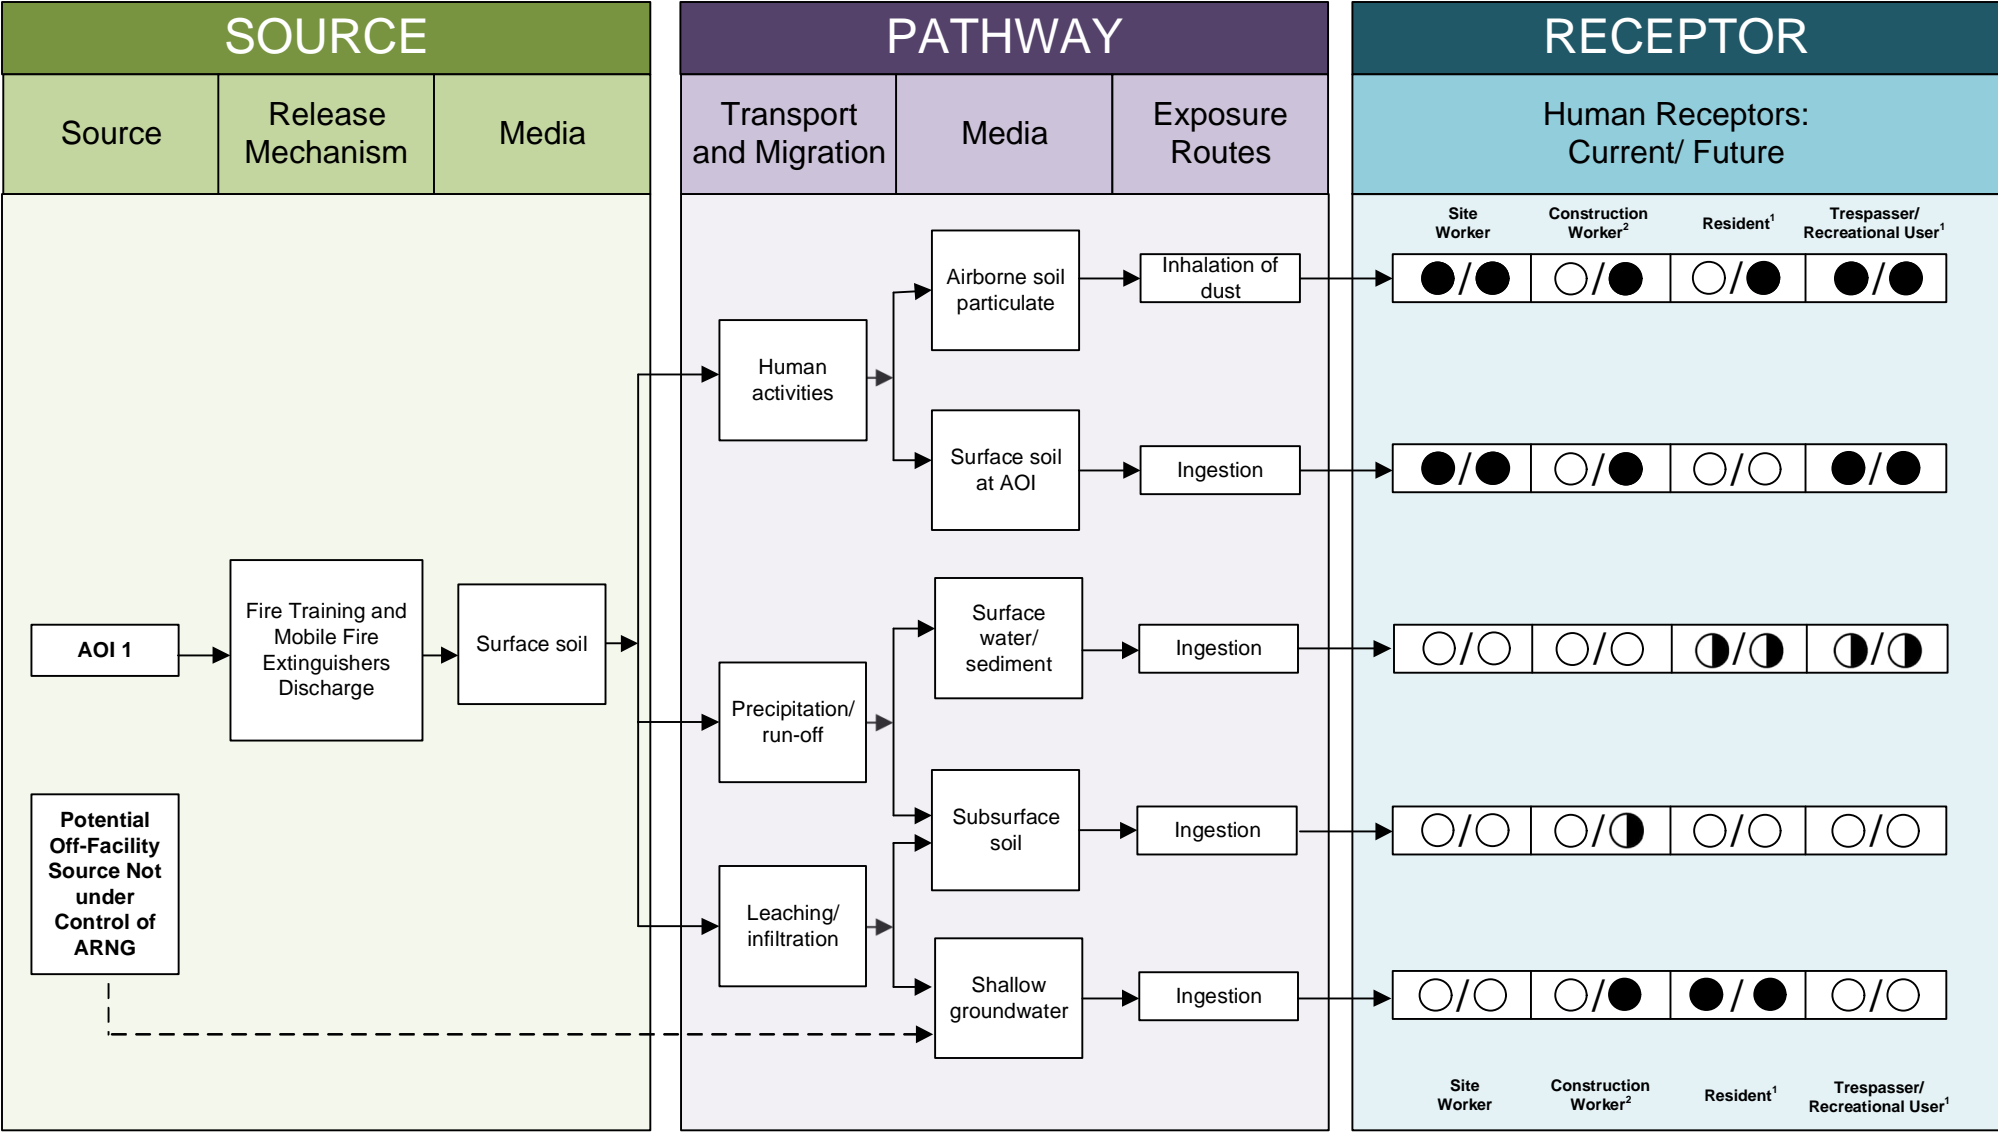 SOURCE
PATHWAY
RECEPTOR
Source
Release
Mechanism
Media
Transport
and Migration
Media
Exposure
Routes
Human Receptors:
Current/ Future
Site
Worker
Construction
Worker²
Resident¹
Trespasser/
Recreational User¹
Airborne soil
particulate
Inhalation of
dust
Human
activities
Surface soil
at AOI
Ingestion
AOI 1
Fire Training and
Mobile Fire
Extinguishers
Discharge
Surface soil
Surface
water/
sediment
Ingestion
Precipitation/
run-off
Potential
Off-Facility
Source Not
under
Control of
ARNG
Subsurface
soil
Ingestion
Leaching/
infiltration
Shallow
groundwater
Ingestion
Site
Worker
Construction
Worker²
Resident¹
Trespasser/
Recreational User¹